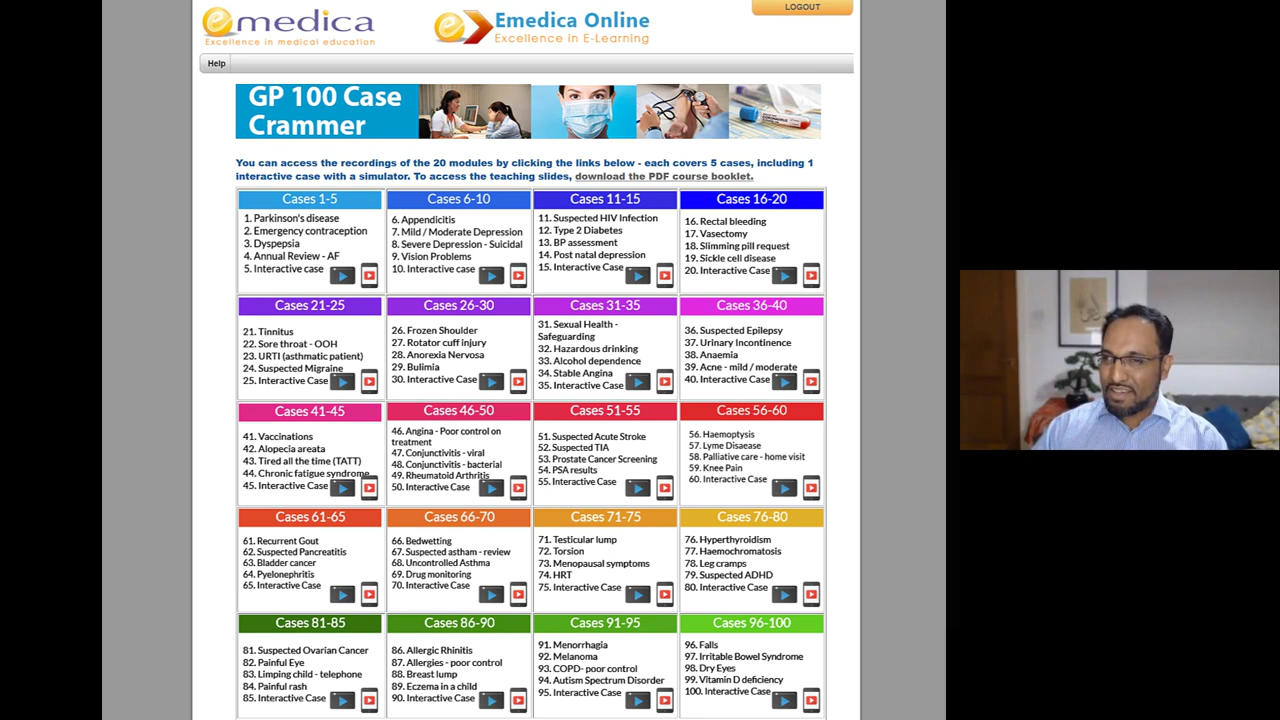 emedica
Excellence in medical education
Emedica Online
Excellence in E-Learning
LOGOUT
Help
GP 100 Case
Crammer
You can access the recordings of the 20 modules by clicking the links below - each covers 5 cases, including 1
interactive case with a simulator. To access the teaching slides, download the PDF course booklet.
Cases 1-5
1. Parkinson's disease
2. Emergency contraception
3. Dyspepsia
4. Annual Review - AF
5. Interactive case
Cases 6-10
6. Appendicitis
7. Mild / Moderate Depression
8. Severe Depression - Suicidal
9. Vision Problems
10. Interactive case
Cases 11-15
11. Suspected HIV Infection
12. Type 2 Diabetes
13. BP assessment
14. Post natal depression
15. Interactive Case
Cases 16-20
16. Rectal bleeding
17. Vasectomy
18. Slimming pill request
19. Sickle cell disease
20. Interactive Case
Cases 21-25
21. Tinnitus
22. Sore throat - OOH
23. URTI (asthmatic patient)
24. Suspected Migraine
25. Interactive Case
Cases 26-30
26. Frozen Shoulder
27. Rotator cuff injury
28. Anorexia Nervosa
29. Bulimia
30. Interactive Case
Cases 31-35
31. Sexual Health -
Safeguarding
32. Hazardous drinking
33. Alcohol dependence
34. Stable Angina
35. Interactive Case
Cases 36-40
36. Suspected Epilepsy
37. Urinary Incontinence
38. Anaemia
39. Acne - mild / moderate
40. Interactive Case
Cases 41-45
41. Vaccinations
42. Alopecia areata
43. Tired all the time (TATT)
44. Chronic fatigue syndrome
45. Interactive Case
Cases 46-50
46. Angina - Poor control on
treatment
47. Conjunctivitis - viral
48. Conjunctivitis - bacterial
49. Rheumatoid Arthritis
50. Interactive Case
Cases 51-55
51. Suspected Acute Stroke
52. Suspected TIA
53. Prostate Cancer Screening
54. PSA results
55. Interactive Case
Cases 56-60
56. Haemoptysis
57. Lyme Disaease
58. Palliative care - home visit
59. Knee Pain
60. Interactive Case
Cases 61-65
61. Recurrent Gout
62. Suspected Pancreatitis
63. Bladder cancer
64. Pyelonephritis
65. Interactive Case
Cases 66-70
66. Bedwetting
67. Suspected astham - review
68. Uncontrolled Asthma
69. Drug monitoring
70. Interactive Case
Cases 71-75
71. Testicular lump
72. Torsion
73. Menopausal symptoms
74. HRT
75. Interactive Case
Cases 76-80
76. Hyperthyroidism
77. Haemochromatosis
78. Leg cramps
79. Suspected ADHD
80. Interactive Case
Cases 81-85
81. Suspected Ovarian Cancer
82. Painful Eye
83. Limping child - telephone
84. Painful rash
85. Interactive Case
Cases 86-90
86. Allergic Rhinitis
87. Allergies - poor control
88. Breast lump
89. Eczema in a child
90. Interactive Case
Cases 91-95
91. Menorrhagia
92. Melanoma
93. COPD- poor control
94. Autism Spectrum Disorder
95. Interactive Case
Cases 96-100
96. Falls
97. Irritable Bowel Syndrome
98. Dry Eyes
99. Vitamin D deficiency
100. Interactive Case